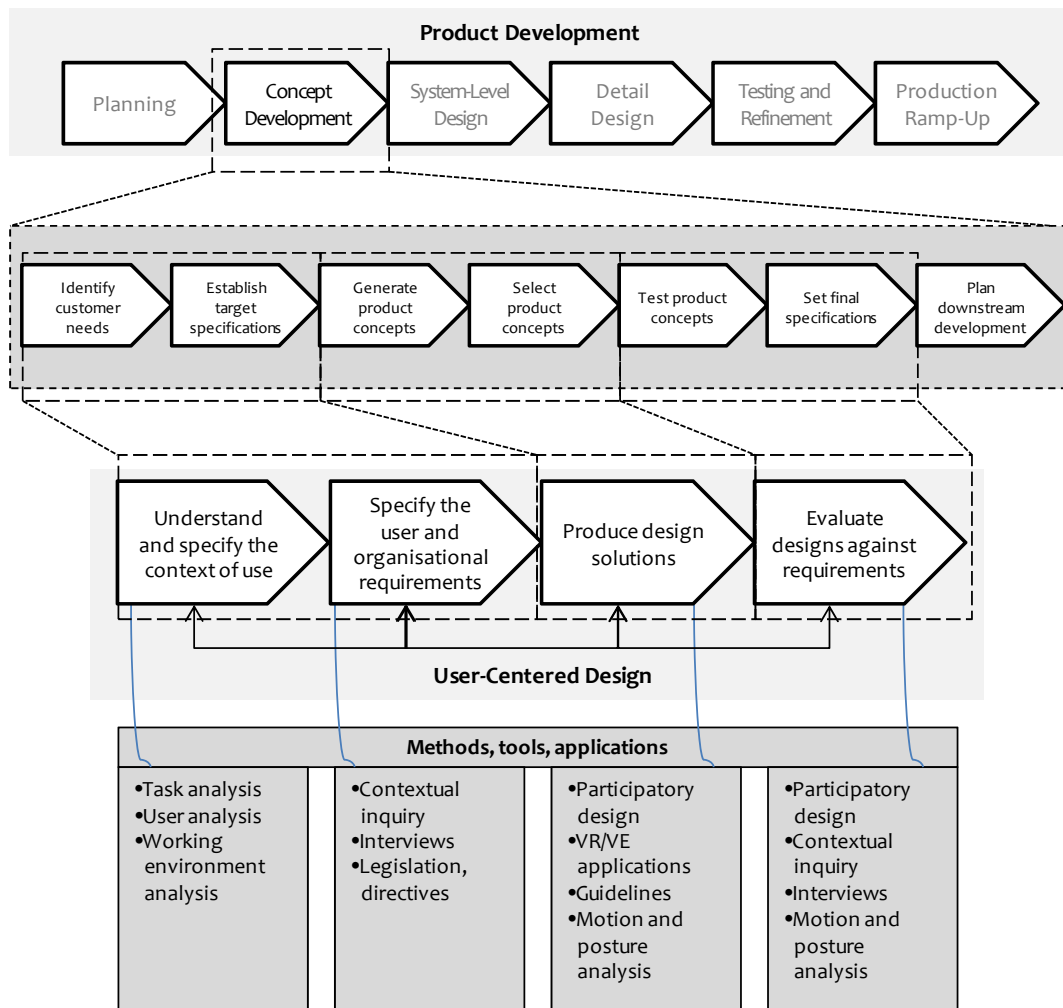 Product Development
Planning
Concept
Development
System-Level
Design
Detail
Design
Testing and
Refinement
Production
Ramp-Up
Identify
customer
needs
Establish
target
specifications
Generate
product
concepts
Select
product
concepts
Test product
concepts
Set final
specifications
Plan
downstream
development
Understand
and specify the
context of use
Specify the
user and
organisational
requirements
Produce design
solutions
Evaluate
designs against
requirements
User-Centered Design
Methods, tools, applications
•Task analysis
•User analysis
•Working
environment
analysis
•Contextual
inquiry
•Interviews
•Legislation,
directives
•Participatory
design
•VR/VE
applications
•Guidelines
•Motion and
posture
analysis
•Participatory
design
•Contextual
inquiry
•Interviews
•Motion and
posture
analysis